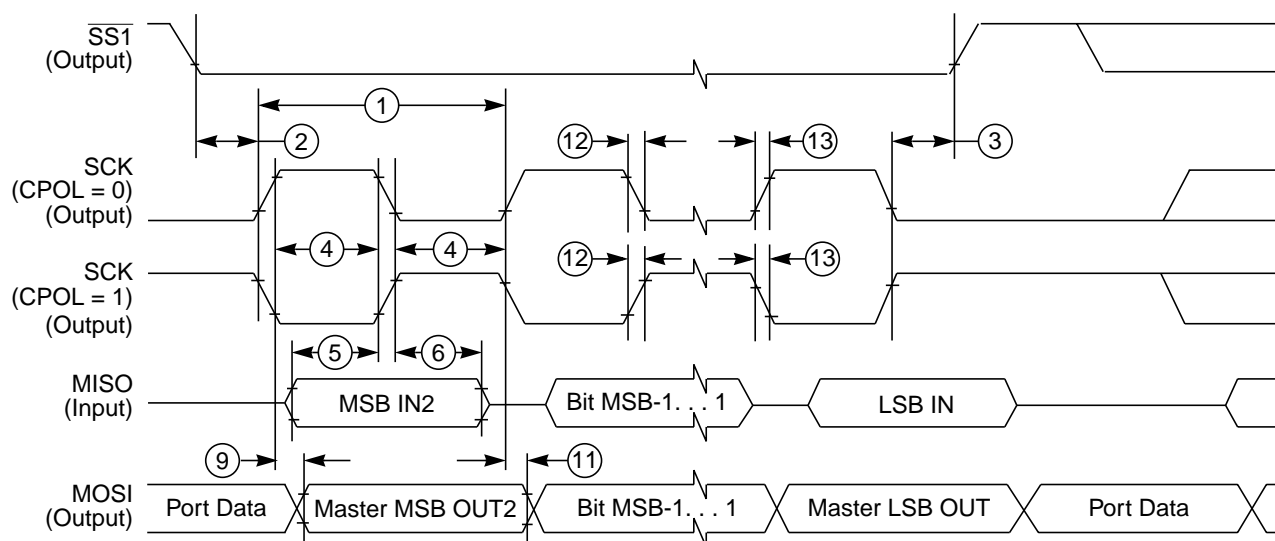 SS1
(Output)
1
2
12
13
3
SCK
(CPOL = 0)
(Output)
4
4
12
13
SCK
(CPOL = 1)
(Output)
5
6
MISO
(Input)
MSB IN2
Bit MSB-1. . . 1
LSB IN
9
11
MOSI
(Output)
Port Data
Master MSB OUT2
Bit MSB-1. . . 1
Master LSB OUT
Port Data